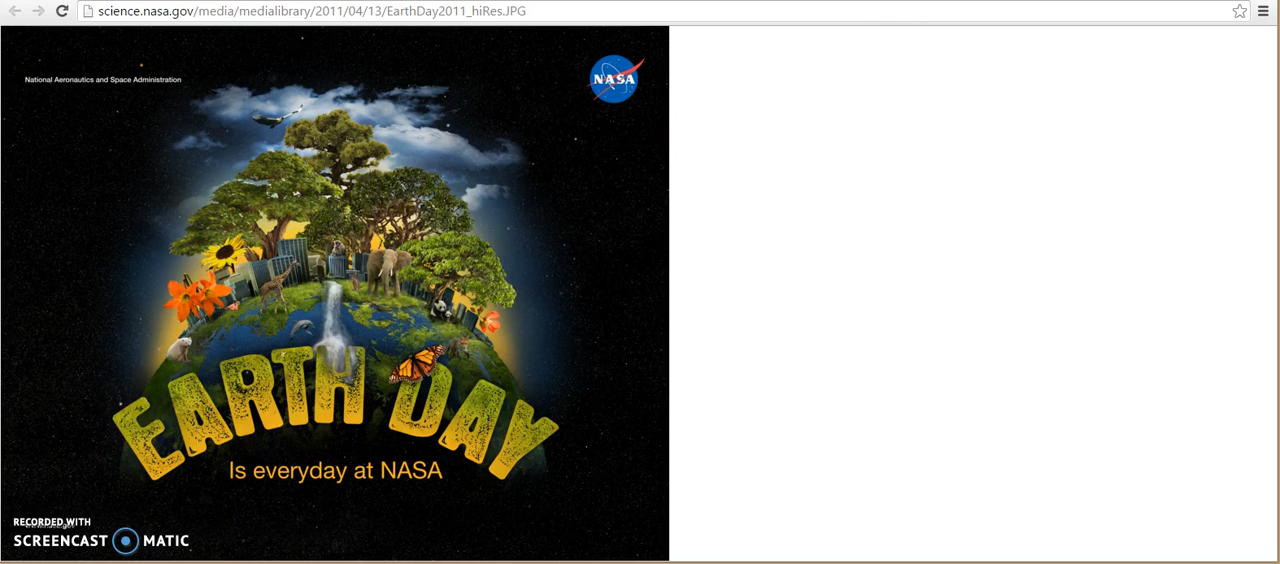 science.nasa.gov/media/medialibrary/2011/04/13/EarthDay2011_hiRes.JPG
National Aeronautics and Space Administration
NASA
EARTH DAY
Is everyday at NASA
RECORDED WITH
SCREENCAST MATIC